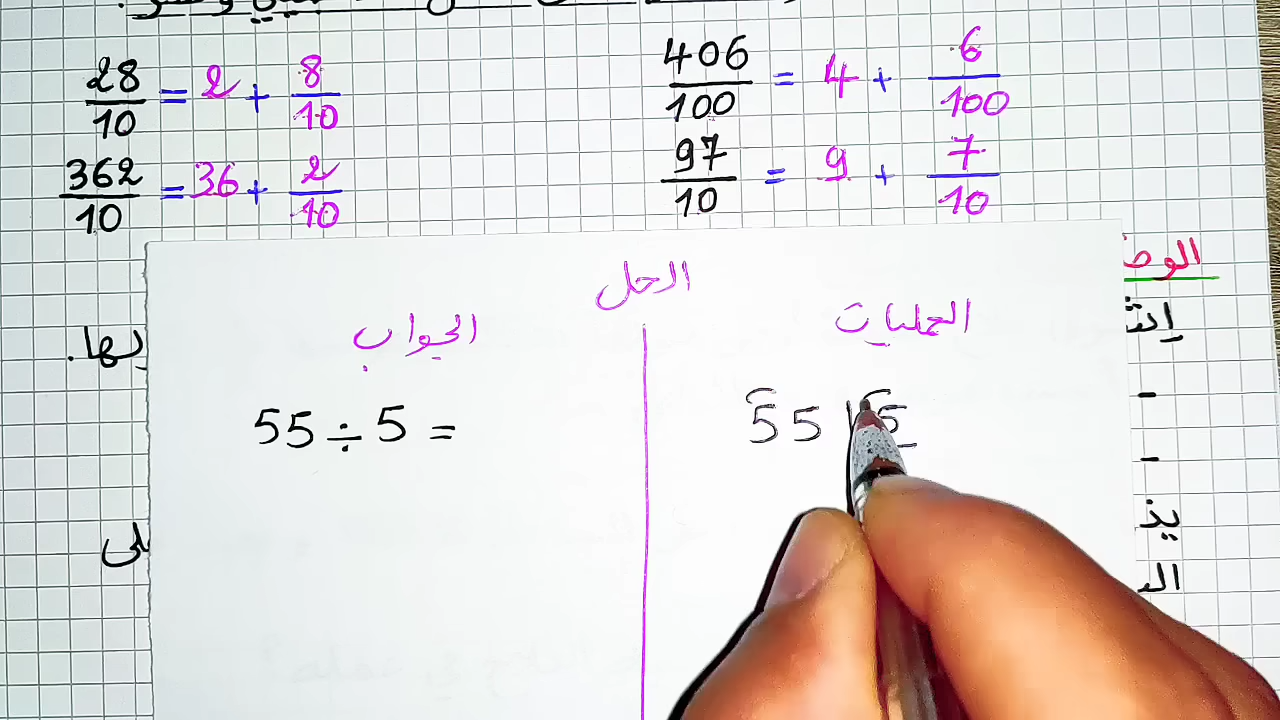 28/10 = 2 + 8/10
406/100 = 4 + 6/100
362/10 = 36 + 2/10
97/10 = 9 + 7/10
الحل
العمليات
الجواب
55 5
55 ÷ 5 =
-
-